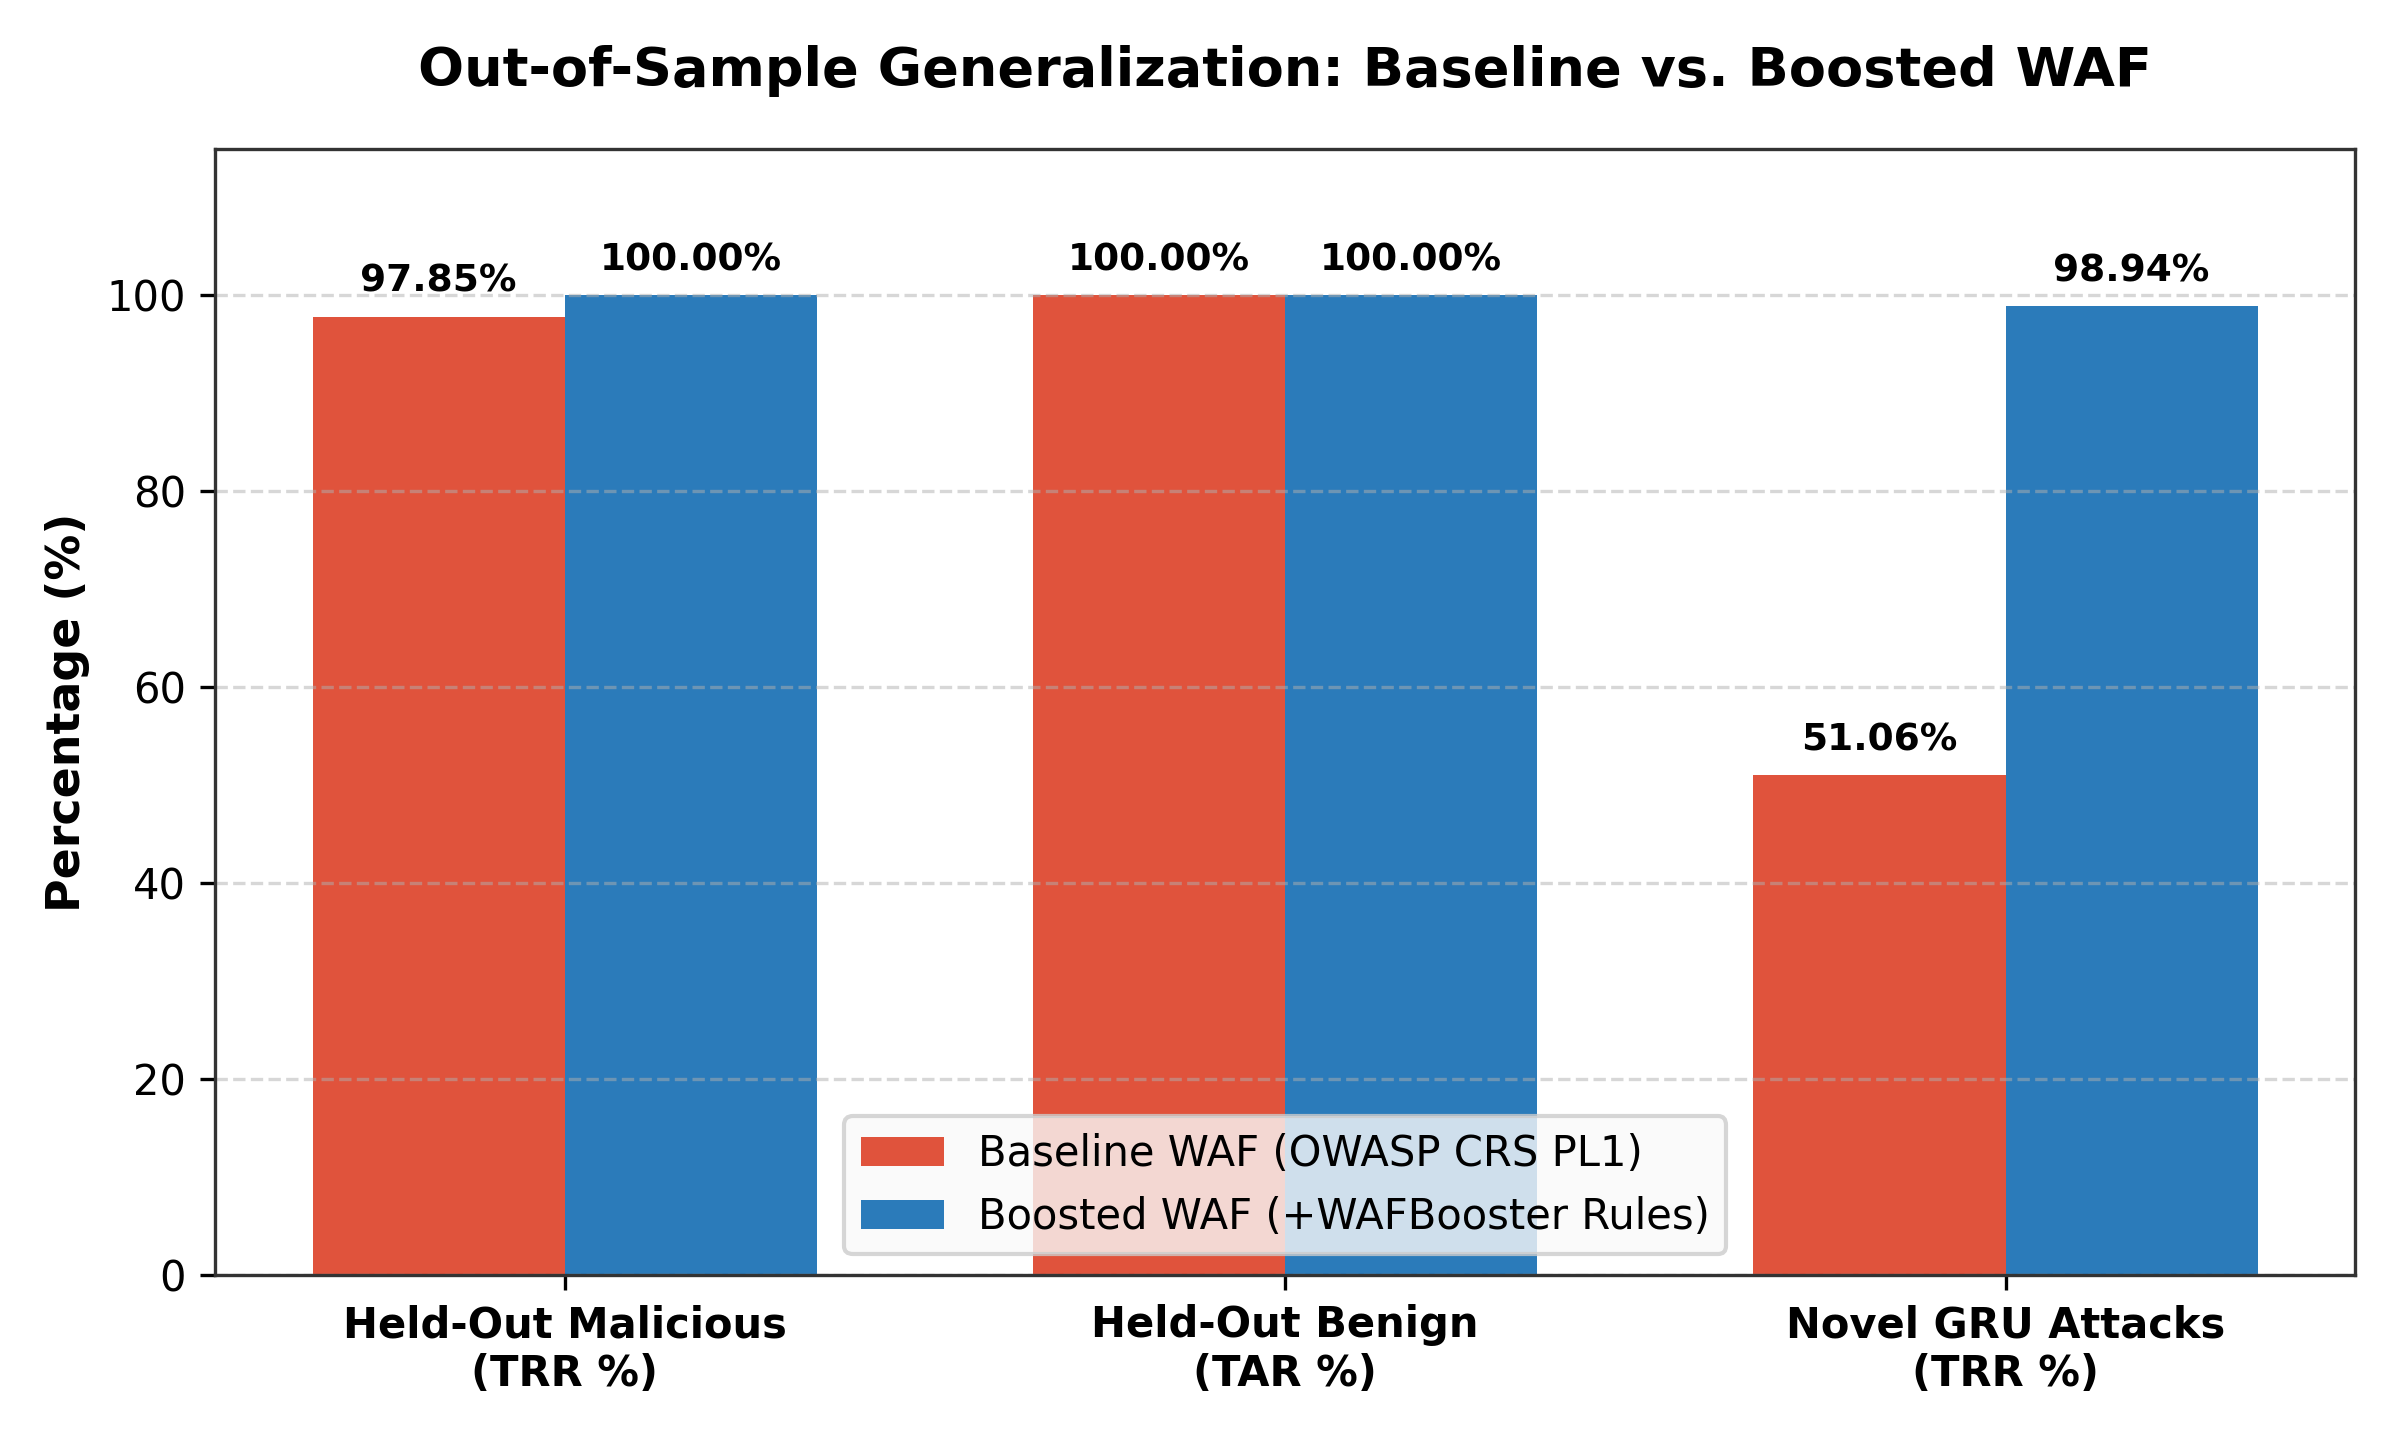 Out-of-Sample Generalization: Baseline vs. Boosted WAF
Percentage (%)
100
80
60
40
20
0
97.85%
100.00%
100.00%
100.00%
51.06%
98.94%
Baseline WAF (OWASP CRS PL1)
Boosted WAF (+WAFBooster Rules)
Held-Out Malicious
(TRR %)
Held-Out Benign
(TAR %)
Novel GRU Attacks
(TRR %)